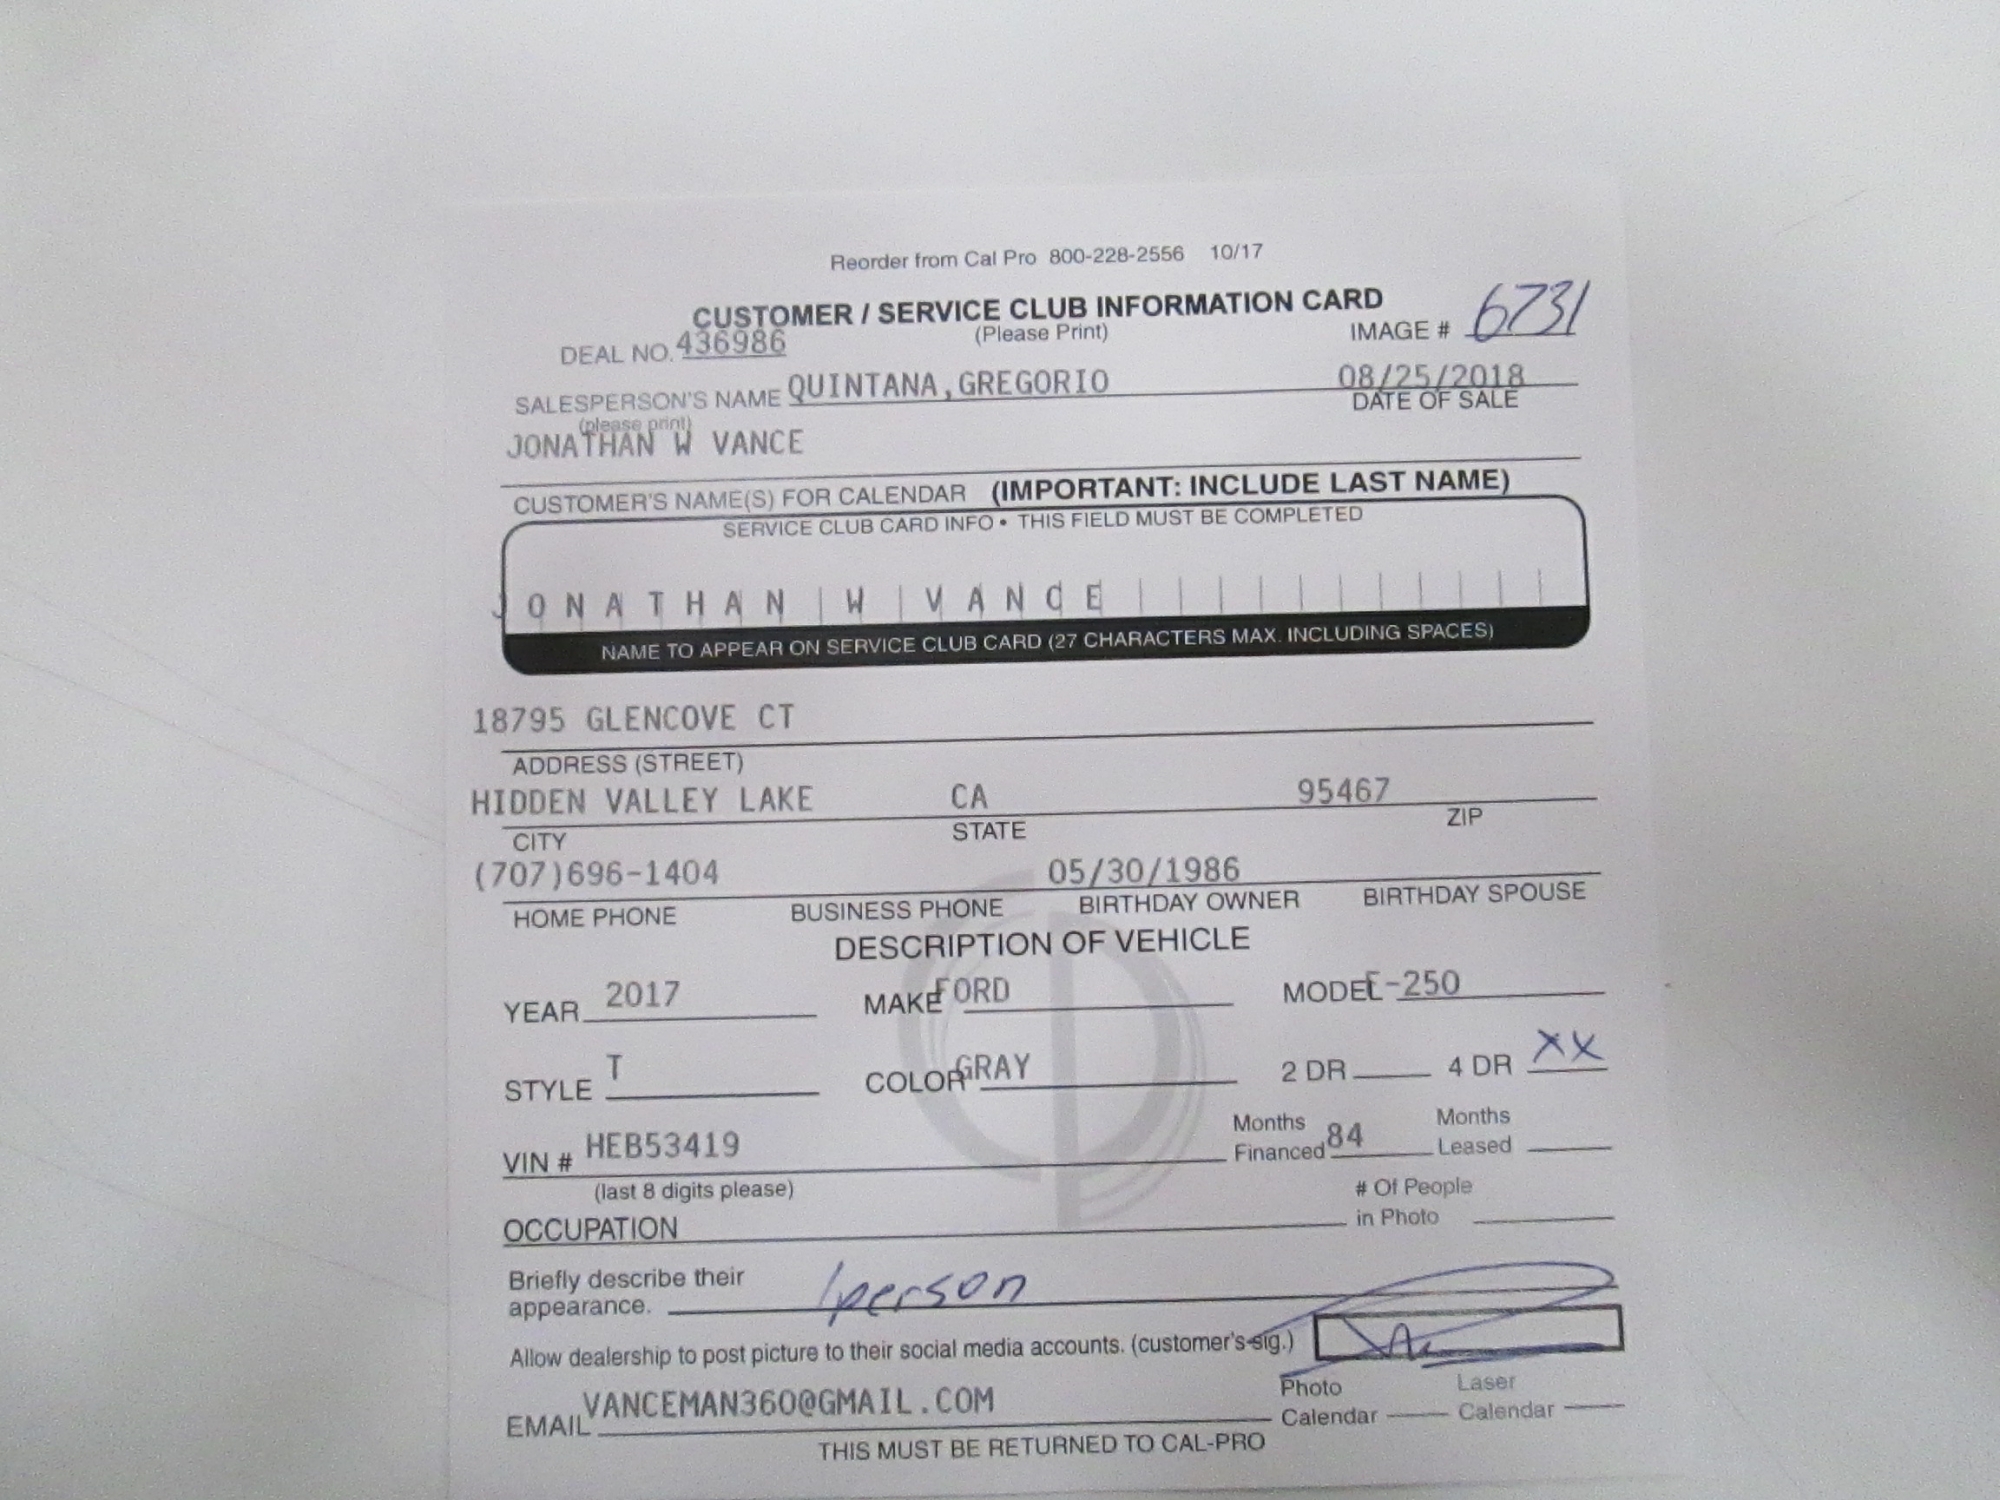 Reorder from Cal Pro 800-228-2556 10/17
CUSTOMER / SERVICE CLUB INFORMATION CARD
(Please Print)
DEAL NO. 436986
IMAGE # 6731
SALESPERSON'S NAME QUINTANA,GREGORIO 08/25/2018
(please print) DATE OF SALE
JONATHAN W VANCE
CUSTOMER'S NAME(S) FOR CALENDAR (IMPORTANT: INCLUDE LAST NAME)
SERVICE CLUB CARD INFO • THIS FIELD MUST BE COMPLETED
JONATHAN W VANCE
NAME TO APPEAR ON SERVICE CLUB CARD (27 CHARACTERS MAX. INCLUDING SPACES)
18795 GLENCOVE CT
ADDRESS (STREET)
HIDDEN VALLEY LAKE CA 95467
CITY STATE ZIP
(707)696-1404 05/30/1986
HOME PHONE BUSINESS PHONE BIRTHDAY OWNER BIRTHDAY SPOUSE
DESCRIPTION OF VEHICLE
YEAR 2017 MAKE FORD MODEL -250
STYLE T COLOR GRAY 2 DR 4 DR XX
VIN # HEB53419 Months Financed 84 Months Leased
(last 8 digits please)
OCCUPATION # Of People in Photo
Briefly describe their
appearance. 1person
Allow dealership to post picture to their social media accounts. (customer's sig.)
EMAIL VANCEMAN360@GMAIL.COM Photo Calendar Laser Calendar
THIS MUST BE RETURNED TO CAL-PRO